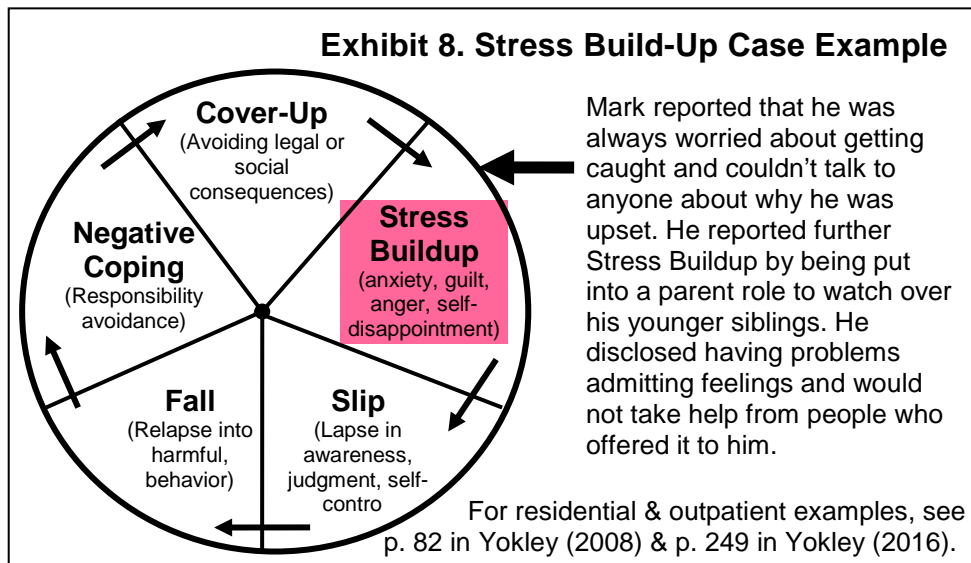 Exhibit 8. Stress Build-Up Case Example
Cover-Up
(Avoiding legal or
social
consequences)
Stress
Buildup
(anxiety, guilt,
anger, self-
disappointment)
Slip
(Lapse in
awareness,
judgment, self-
contro
Fall
(Relapse into
harmful,
behavior)
Negative
Coping
(Responsibility
avoidance)
Mark reported that he was
always worried about getting
caught and couldn't talk to
anyone about why he was
upset. He reported further
Stress Buildup by being put
into a parent role to watch over
his younger siblings. He
disclosed having problems
admitting feelings and would
not take help from people who
offered it to him.
For residential & outpatient examples, see
p. 82 in Yokley (2008) & p. 249 in Yokley (2016).